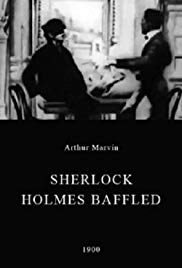 Arthur Marvin
SHERLOCK
HOLMES BAFFLED
1900